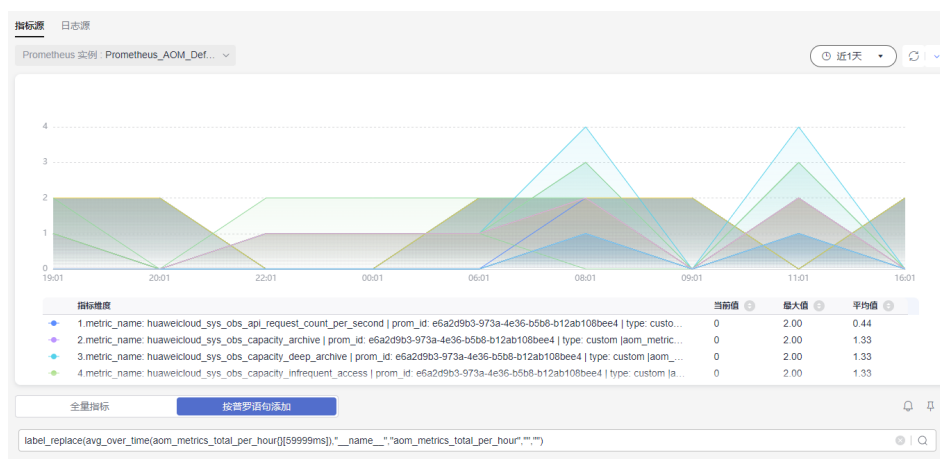 指标源 日志源
Prometheus 实例 : Prometheus_AOM_Def... 近1天
4
3
2
1
0
19:01 20:01 22:01 00:01 06:01 08:01 09:01 11:01 16:01
指标维度 当前值 最大值 平均值
1.metric_name: huaweicloud_sys_obs_api_request_count_per_second | prom_id: e6a2d9b3-973a-4e36-b5b8-b12ab108bee4 | type: custo... 0 2.00 0.44
2.metric_name: huaweicloud_sys_obs_capacity_archive | prom_id: e6a2d9b3-973a-4e36-b5b8-b12ab108bee4 | type: custom |aom_metric... 0 2.00 1.33
3.metric_name: huaweicloud_sys_obs_capacity_deep_archive | prom_id: e6a2d9b3-973a-4e36-b5b8-b12ab108bee4 | type: custom |aom_... 0 2.00 1.33
4.metric_name: huaweicloud_sys_obs_capacity_infrequent_access | prom_id: e6a2d9b3-973a-4e36-b5b8-b12ab108bee4 | type: custom |a... 0 2.00 1.33
全量指标 按普罗语句添加
label_replace(avg_over_time(aom_metrics_total_per_hour{}[59999ms]),"__name__","aom_metrics_total_per_hour","","")